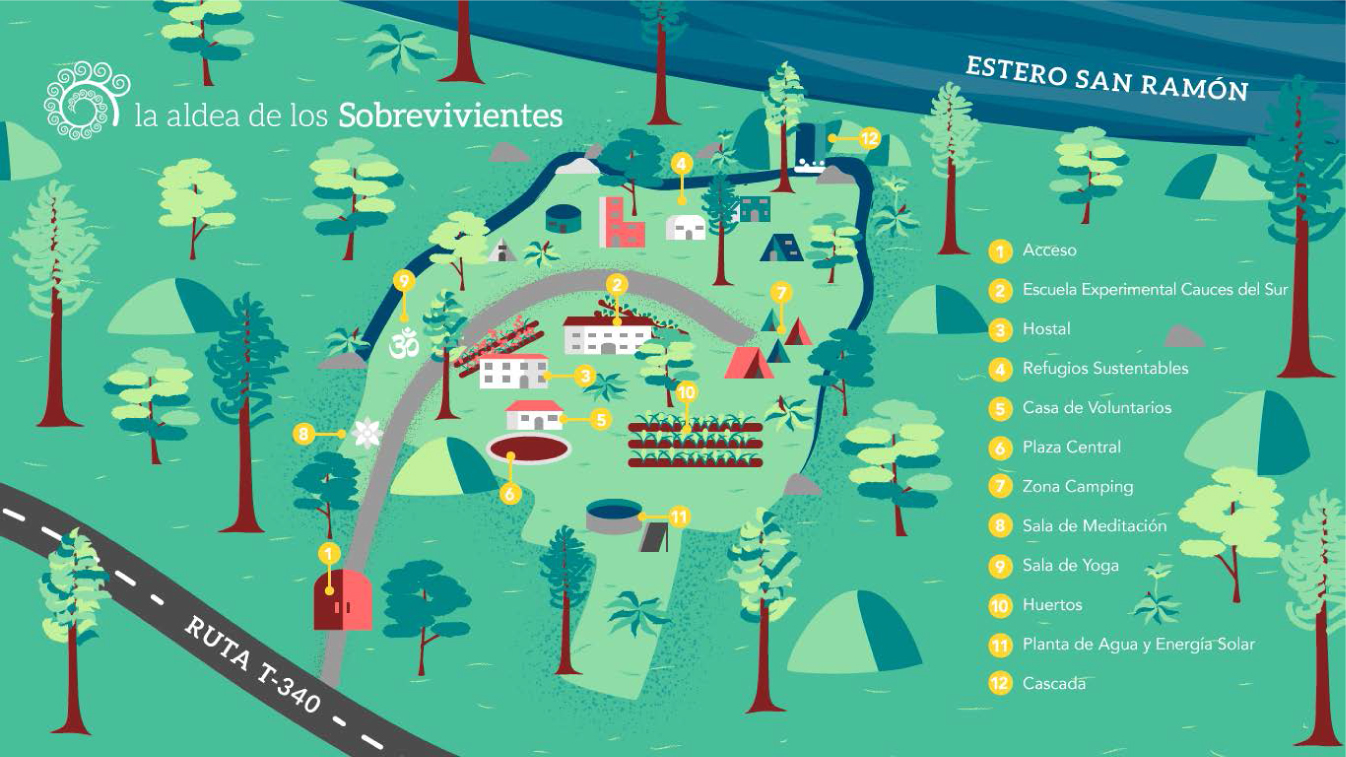 la aldea de los Sobrevivientes
ESTERO SAN RAMÓN
12
4
9
2
7
3
10
5
8
6
11
1
RUTA T-340
1 Acceso
2 Escuela Experimental Cauces del Sur
3 Hostal
4 Refugios Sustentables
5 Casa de Voluntarios
6 Plaza Central
7 Zona Camping
8 Sala de Meditación
9 Sala de Yoga
10 Huertos
11 Planta de Agua y Energía Solar
12 Cascada
ॐ